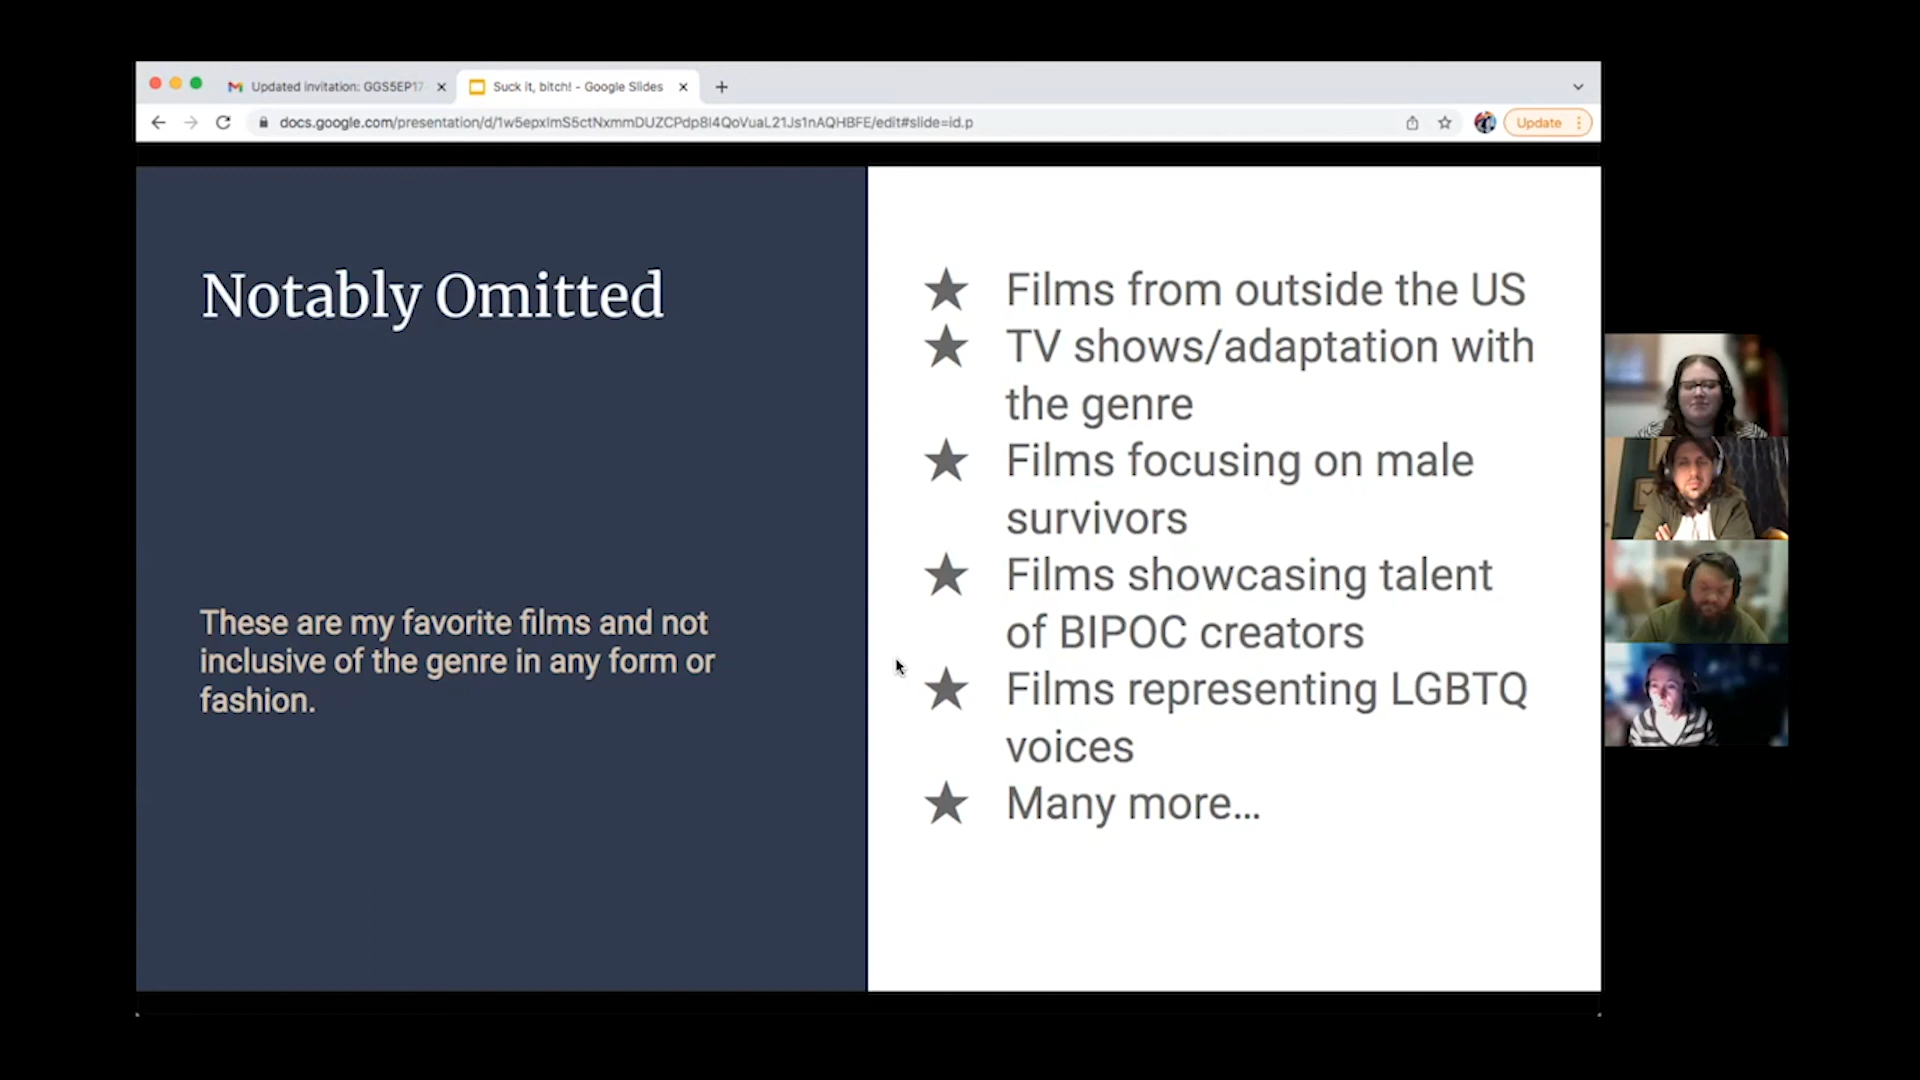 Updated invitation: GGS5EP17
Suck it, bitch! - Google Slides
docs.google.com/presentation/d/1w5epxImS5ctNxmmDUZCPdp8I4QoVuaL21Js1nAQHBFE/edit#slide=id.p
Update
Notably Omitted
These are my favorite films and not
inclusive of the genre in any form or
fashion.
★ Films from outside the US
★ TV shows/adaptation with
the genre
★ Films focusing on male
survivors
★ Films showcasing talent
of BIPOC creators
★ Films representing LGBTQ
voices
★ Many more...